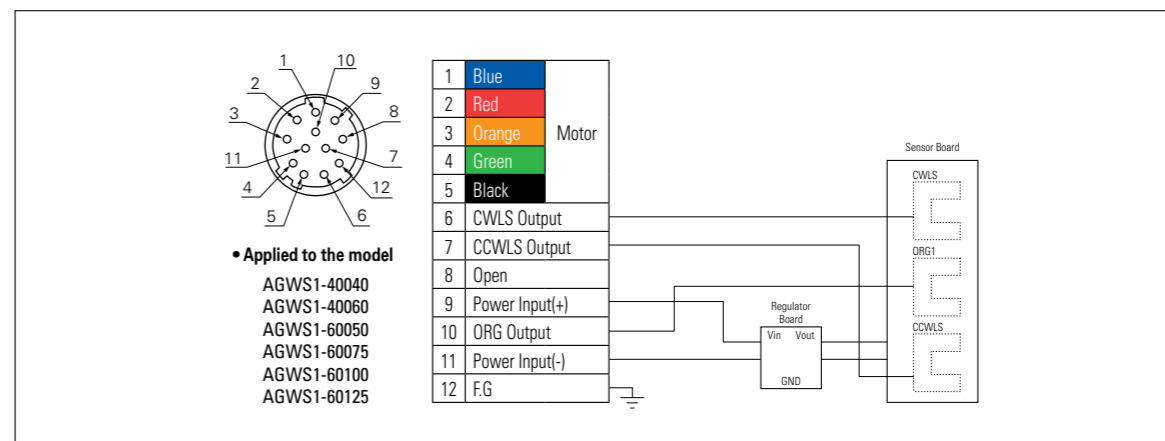 1
10
2
9
3
8
11
7
4
12
5
6
• Applied to the model
AGWS1-40040
AGWS1-40060
AGWS1-60050
AGWS1-60075
AGWS1-60100
AGWS1-60125
1 Blue
2 Red
3 Orange Motor
4 Green
5 Black
6 CWLS Output
7 CCWLS Output
8 Open
9 Power Input(+)
10 ORG Output
11 Power Input(-)
12 F.G
Regulator
Board
Vin Vout
GND
Sensor Board
CWLS
ORG1
CCWLS